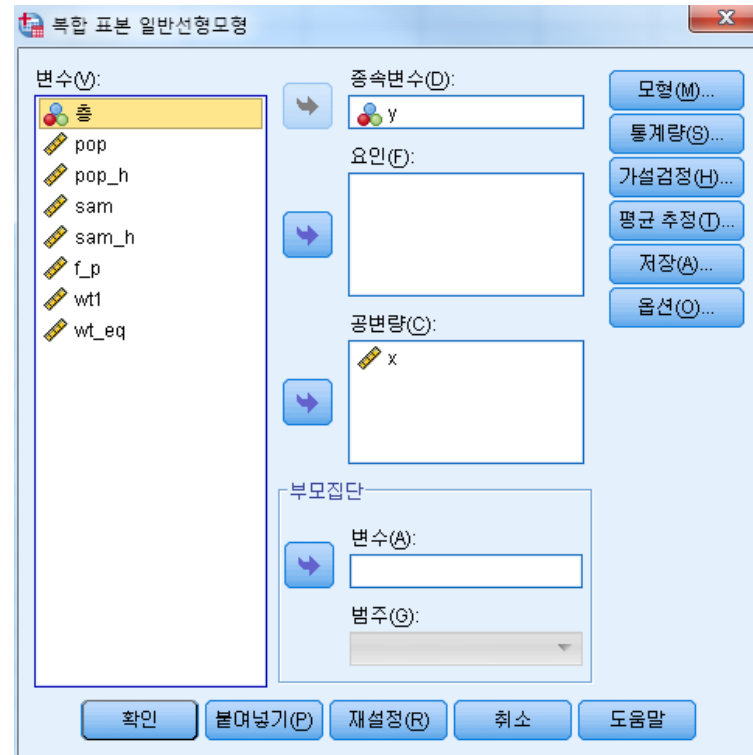 복합 표본 일반선형모형
변수(V):
층
pop
pop_h
sam
sam_h
f_p
wt1
wt_eq
종속변수(D):
y
요인(F):
공변량(C):
x
부모집단
변수(A):
범주(G):
모형(M)...
통계량(S)...
가설검정(H)...
평균 추정(T)...
저장(A)...
옵션(O)...
확인
붙여넣기(P)
재설정(R)
취소
도움말